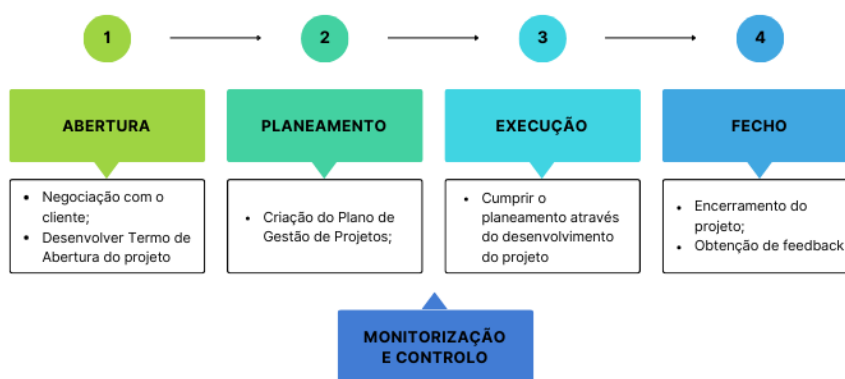 1
2
3
4
ABERTURA
PLANEAMENTO
EXECUÇÃO
FECHO
• Negociação com o
cliente;
• Desenvolver Termo de
Abertura do projeto
• Criação do Plano de
Gestão de Projetos;
• Cumprir o
planeamento através
do desenvolvimento
do projeto
• Encerramento do
projeto;
• Obtenção de feedback
MONITORIZAÇÃO
E CONTROLO